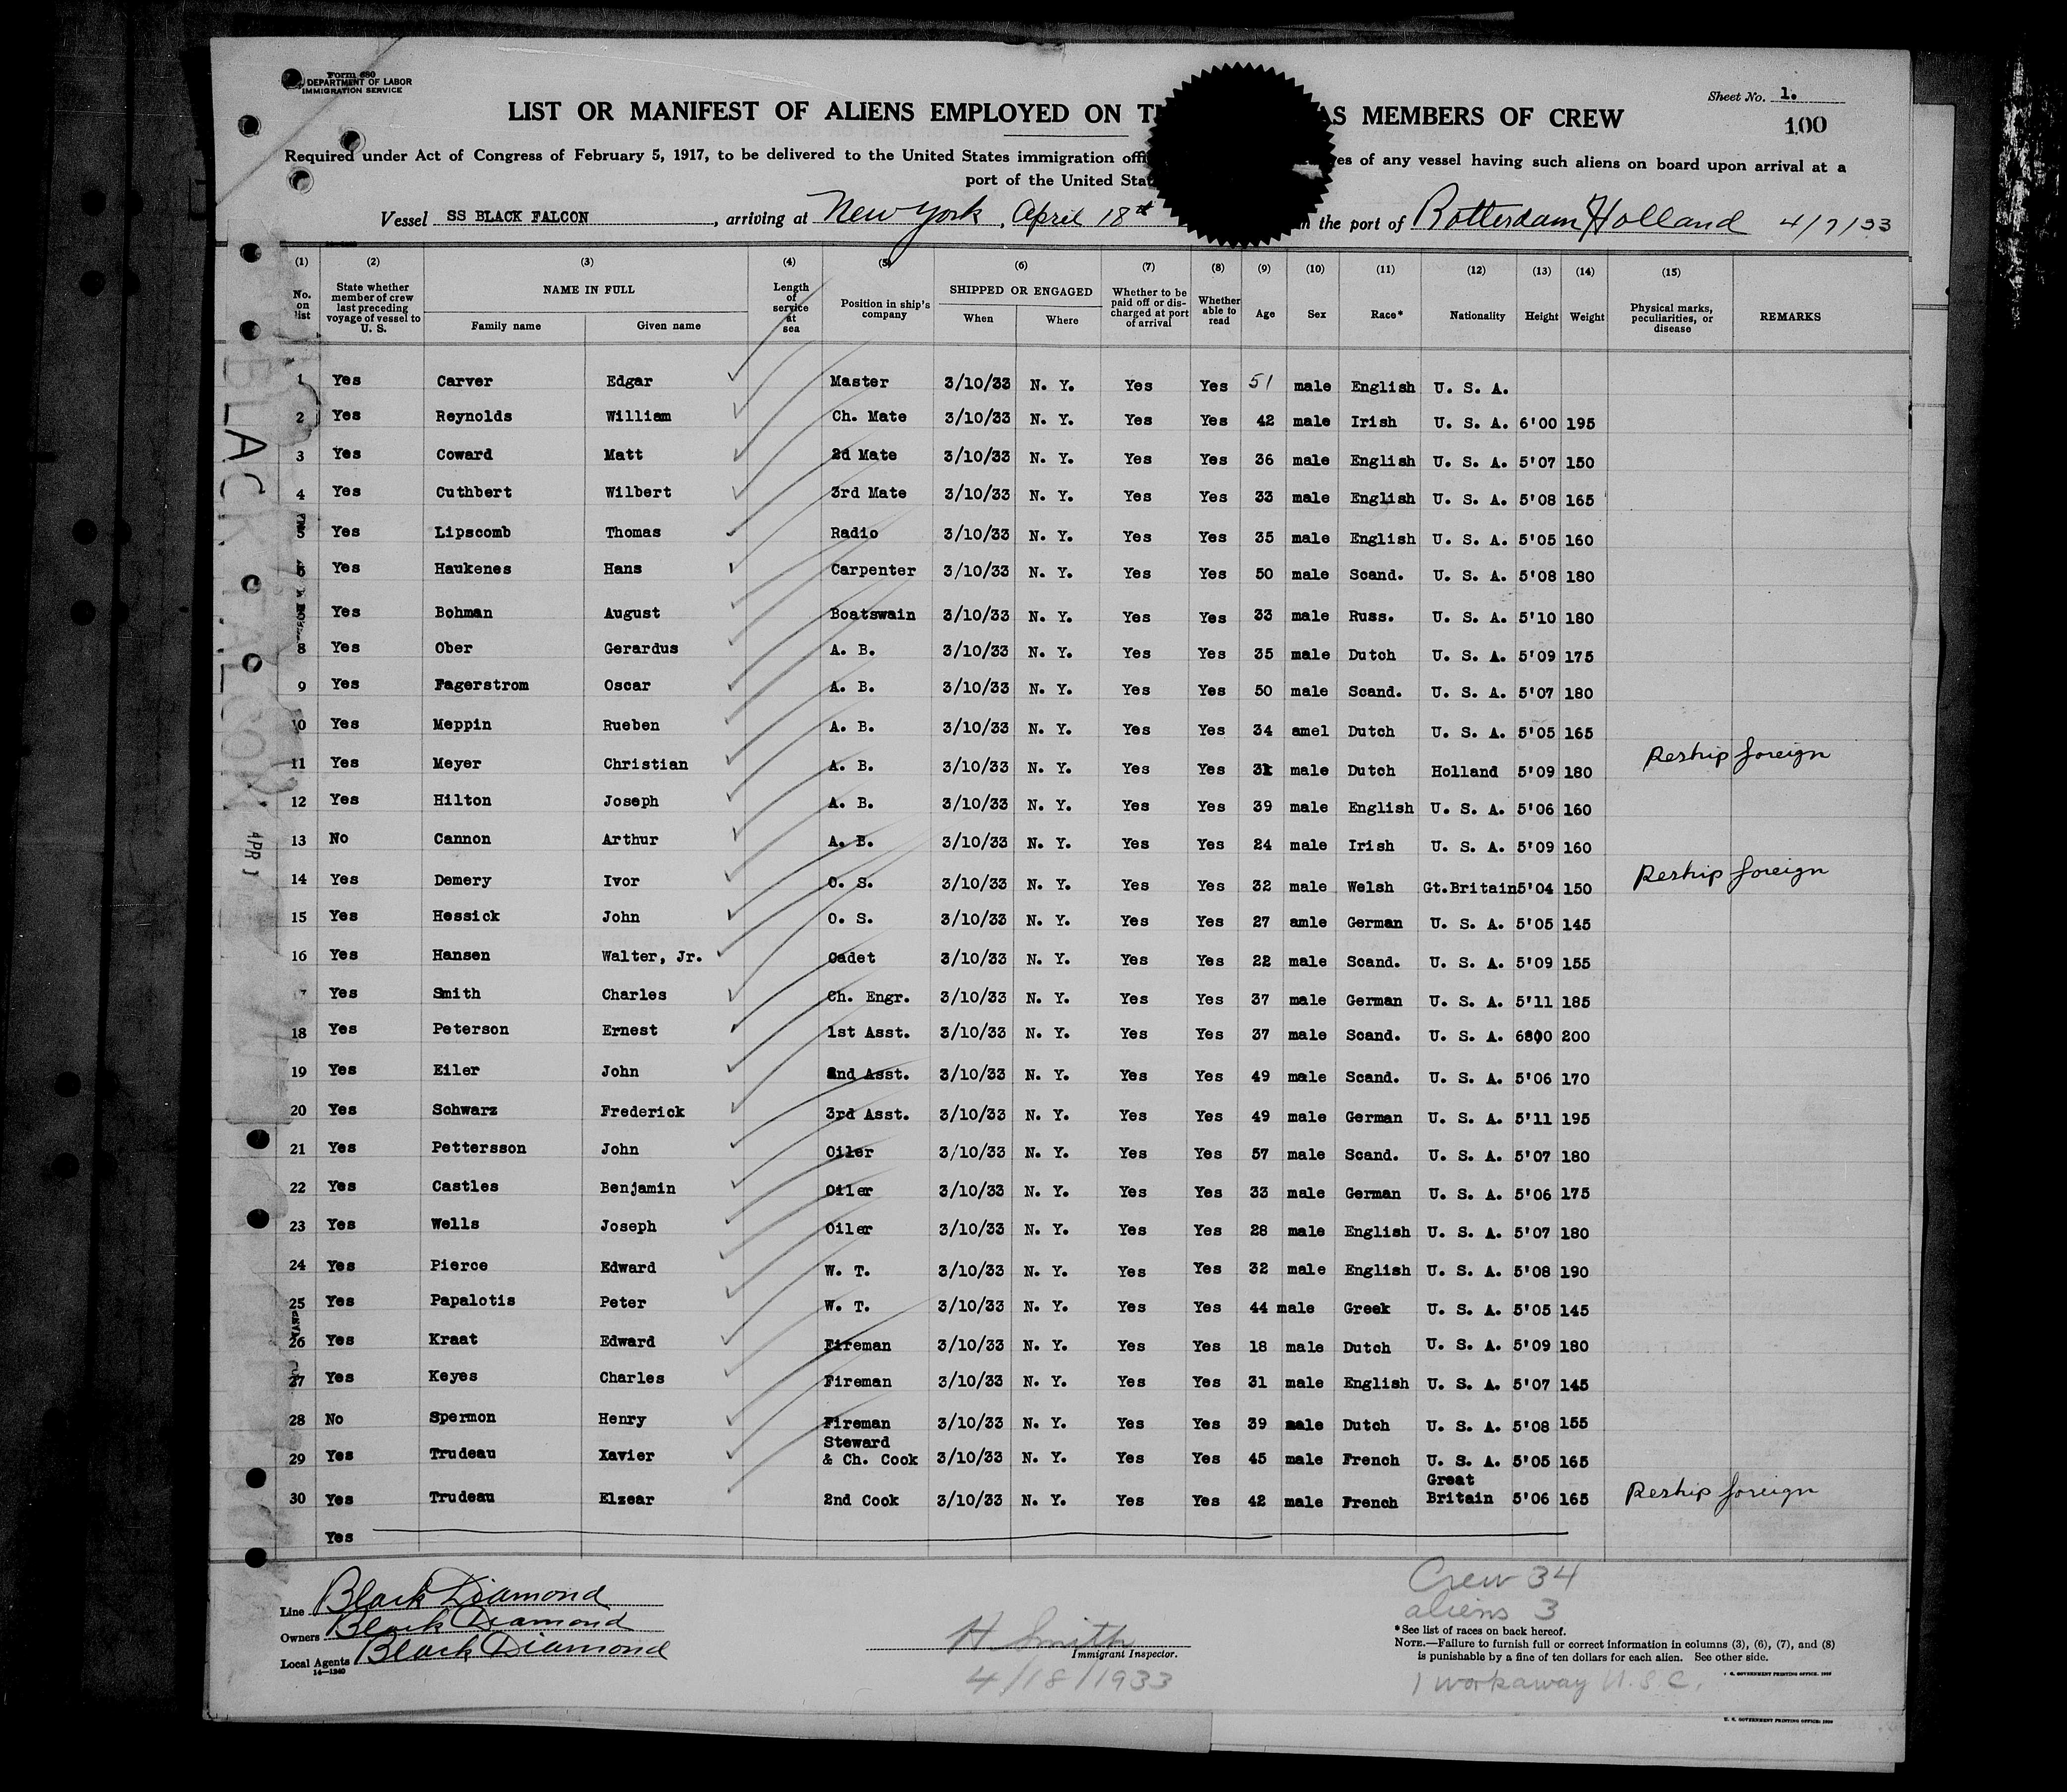 Form 680
DEPARTMENT OF LABOR
IMMIGRATION SERVICE
Sheet No. 1.
100
LIST OR MANIFEST OF ALIENS EMPLOYED ON AS MEMBERS OF CREW
Required under Act of Congress of February 5, 1917, to be delivered to the United States immigration of any vessel having such aliens on board upon arrival at a
port of the United
Vessel SS BLACK FALCON, arriving at New York, April 18th the port of Rotterdam Holland 4/7/33
(1) (2) (3) (4) (5) (6) (7) (8) (9) (10) (11) (12) (13) (14) (15)
No. on list State whether member of crew last preceding voyage of vessel to U. S. NAME IN FULL Family name Given name Length of service at sea Position in ship's company SHIPPED OR ENGAGED When Where Whether to be paid off or discharged at port of arrival Whether able to read Age Sex Race* Nationality Height Weight Physical marks, peculiarities, or disease REMARKS
1 Yes Carver Edgar Master 3/10/33 N. Y. Yes Yes 51 male English U. S. A.
2 Yes Reynolds William Ch. Mate 3/10/33 N. Y. Yes Yes 42 male Irish U. S. A. 6'00 195
3 Yes Coward Matt 2d Mate 3/10/33 N. Y. Yes Yes 36 male English U. S. A. 5'07 150
4 Yes Cuthbert Wilbert 3rd Mate 3/10/33 N. Y. Yes Yes 33 male English U. S. A. 5'08 165
5 Yes Lipscomb Thomas Radio 3/10/33 N. Y. Yes Yes 35 male English U. S. A. 5'05 160
6 Yes Haukenes Hans Carpenter 3/10/33 N. Y. Yes Yes 50 male Scand. U. S. A. 5'08 180
Yes Bohman August Boatswain 3/10/33 N. Y. Yes Yes 33 male Russ. U. S. A. 5'10 180
8 Yes Ober Gerardus A. B. 3/10/33 N. Y. Yes Yes 35 male Dutch U. S. A. 5'09 175
9 Yes Fagerstrom Oscar A. B. 3/10/33 N. Y. Yes Yes 50 male Scand. U. S. A. 5'07 180
10 Yes Meppin Rueben A. B. 3/10/33 N. Y. Yes Yes 34 amel Dutch U. S. A. 5'05 165
11 Yes Meyer Christian A. B. 3/10/33 N. Y. Yes Yes 31 male Dutch Holland 5'09 180 Reship foreign
12 Yes Hilton Joseph A. B. 3/10/33 N. Y. Yes Yes 39 male English U. S. A. 5'06 160
13 No Cannon Arthur A. B. 3/10/33 N. Y. Yes Yes 24 male Irish U. S. A. 5'09 160
14 Yes Demery Ivor O. S. 3/10/33 N. Y. Yes Yes 32 male Welsh Gt.Britain 5'04 150 Reship foreign
15 Yes Hessick John O. S. 3/10/33 N. Y. Yes Yes 27 amle German U. S. A. 5'05 145
16 Yes Hansen Walter, Jr. Cadet 3/10/33 N. Y. Yes Yes 22 male Scand. U. S. A. 5'09 155
17 Yes Smith Charles Ch. Engr. 3/10/33 N. Y. Yes Yes 37 male German U. S. A. 5'11 185
18 Yes Peterson Ernest 1st Asst. 3/10/33 N. Y. Yes Yes 37 male Scand. U. S. A. 6800 200
19 Yes Eiler John 2nd Asst. 3/10/33 N. Y. Yes Yes 49 male Scand. U. S. A. 5'06 170
20 Yes Schwarz Frederick 3rd Asst. 3/10/33 N. Y. Yes Yes 49 male German U. S. A. 5'11 195
21 Yes Pettersson John Oiler 3/10/33 N. Y. Yes Yes 57 male Scand. U. S. A. 5'07 180
22 Yes Castles Benjamin Oiler 3/10/33 N. Y. Yes Yes 33 male German U. S. A. 5'06 175
23 Yes Wells Joseph Oiler 3/10/33 N. Y. Yes Yes 28 male English U. S. A. 5'07 180
24 Yes Pierce Edward W. T. 3/10/33 N. Y. Yes Yes 32 male English U. S. A. 5'08 190
25 Yes Papalotis Peter W. T. 3/10/33 N. Y. Yes Yes 44 male Greek U. S. A. 5'05 145
26 Yes Kraat Edward Fireman 3/10/33 N. Y. Yes Yes 18 male Dutch U. S. A. 5'09 180
27 Yes Keyes Charles Fireman 3/10/33 N. Y. Yes Yes 31 male English U. S. A. 5'07 145
28 No Spermon Henry Fireman 3/10/33 N. Y. Yes Yes 39 male Dutch U. S. A. 5'08 155
29 Yes Trudeau Xavier Steward & Ch. Cook 3/10/33 N. Y. Yes Yes 45 male French U. S. A. 5'05 165
30 Yes Trudeau Elzear 2nd Cook 3/10/33 N. Y. Yes Yes 42 male French Great Britain 5'06 165 Reship foreign
Yes
BLACK FALCON
APR
Line Black Diamond
Owners Black Diamond
Local Agents Black Diamond
14—1240
H Smith
Immigrant Inspector.
4/18/1933
Crew 34
aliens 3
*See list of races on back hereof.
NOTE.—Failure to furnish full or correct information in columns (3), (6), (7), and (8)
is punishable by a fine of ten dollars for each alien. See other side.
1 workaway U.S.C.
U. S. GOVERNMENT PRINTING OFFICE: